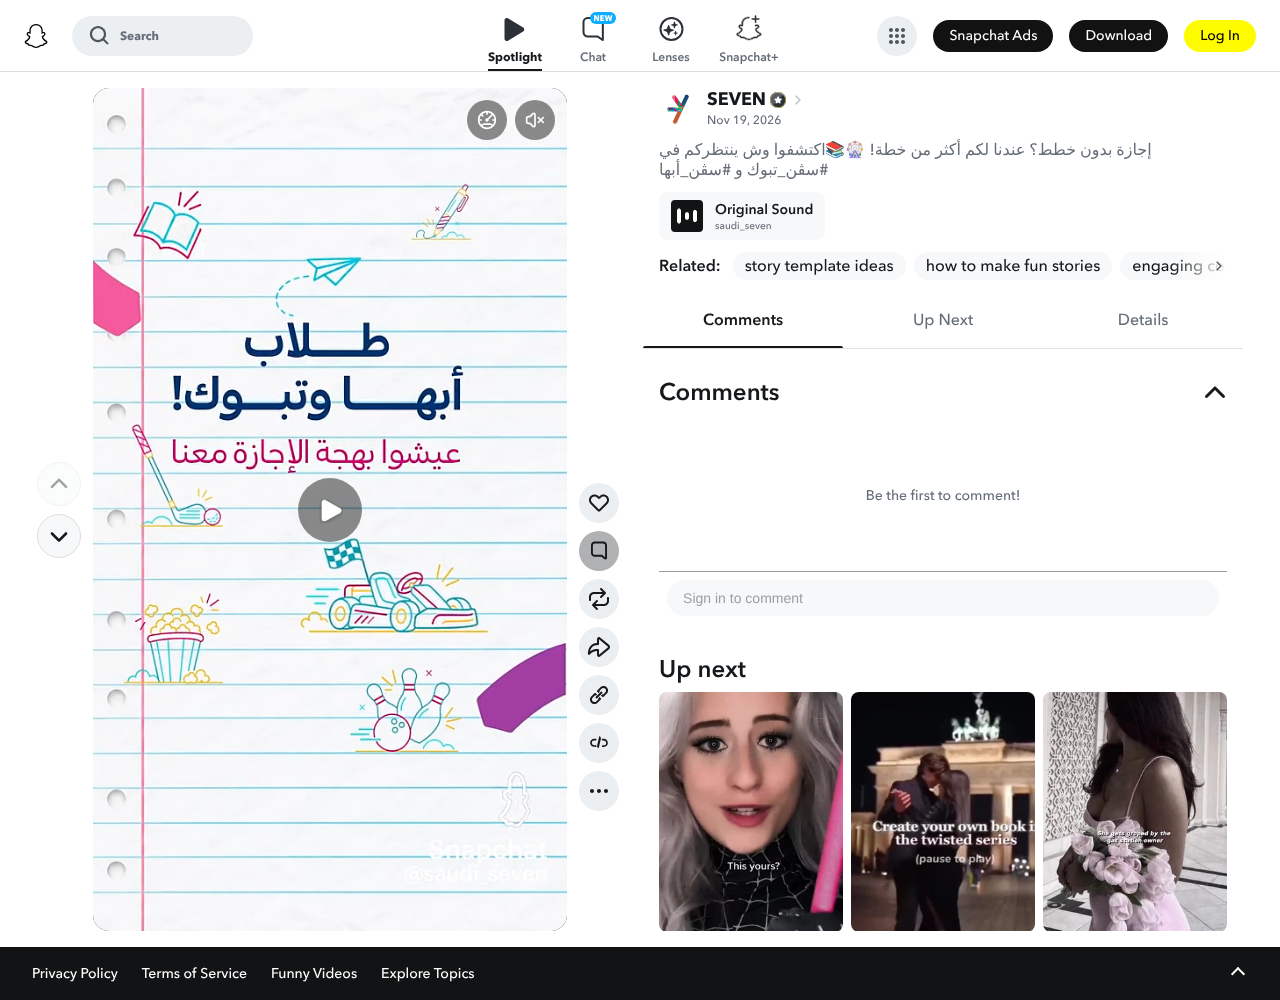 Search
Spotlight
NEW
Chat
Lenses
Snapchat+
Snapchat Ads
Download
Log In
طــلاب
أبهــا وتبــوك!
عيشوا بهجة الإجازة معنا
Snapchat
@saudi_seven
SEVEN
Nov 19, 2026
إجازة بدون خطط؟ عندنا لكم أكثر من خطة! 🎡📚اكتشفوا وش ينتظركم في
#سڤن_تبوك و #سڤن_أبها
Original Sound
saudi_seven
Related:
story template ideas
how to make fun stories
engaging
Comments
Up Next
Details
Comments
Be the first to comment!
Sign in to comment
Up next
This yours?
Create your own book i
the twisted series
(pause to play)
She gets groped by the
gas station owner
Privacy Policy
Terms of Service
Funny Videos
Explore Topics